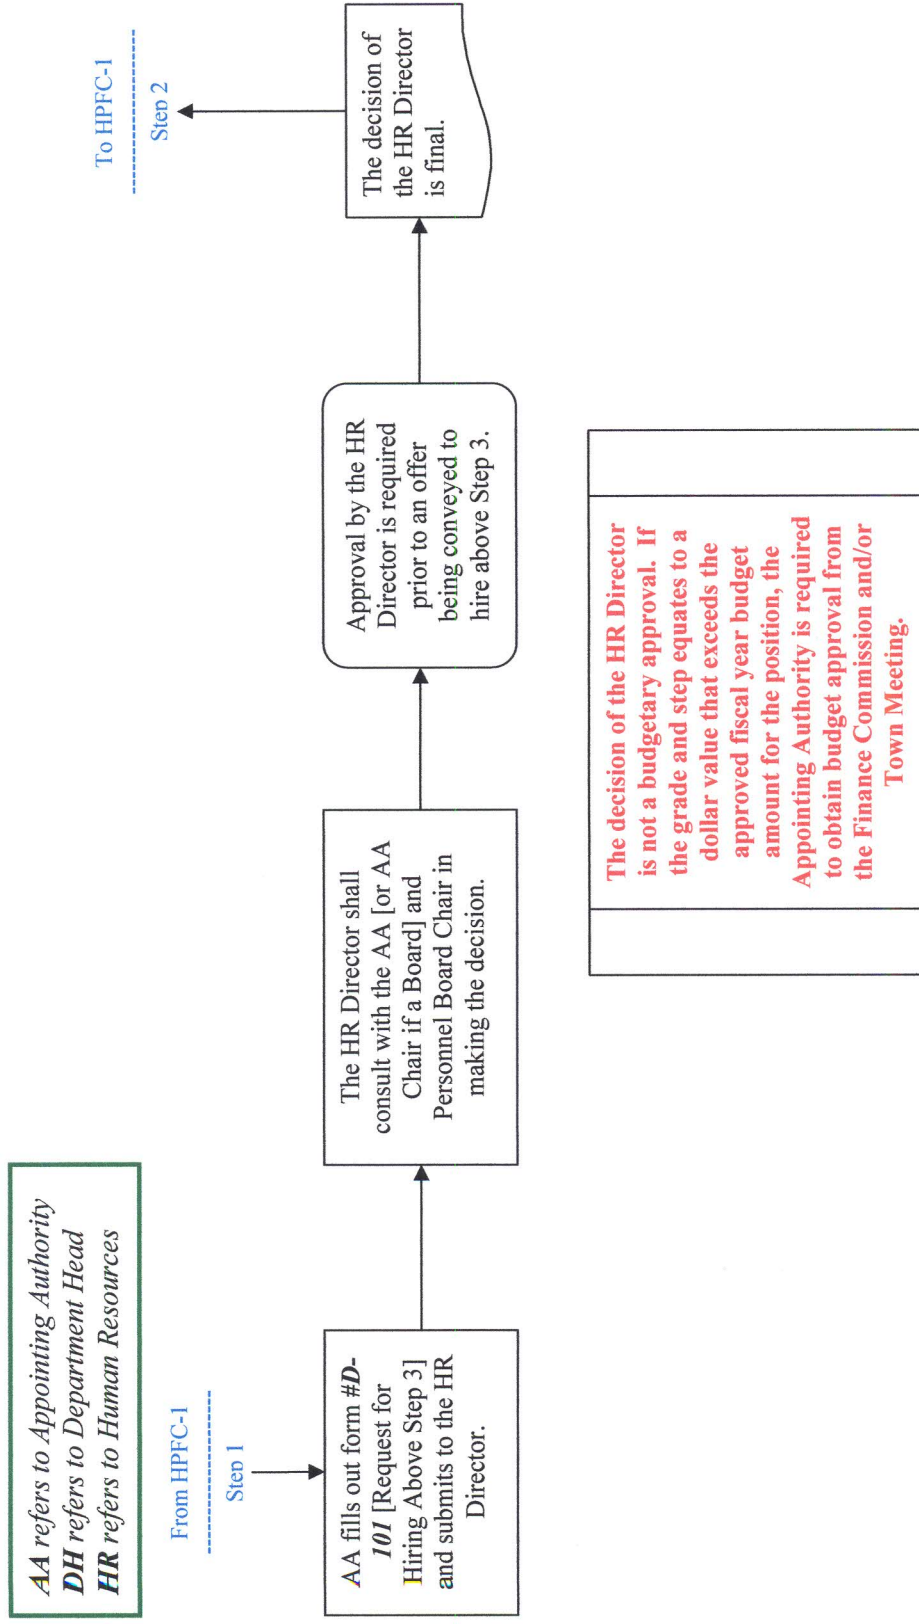 AA refers to Appointing Authority
DH refers to Department Head
HR refers to Human Resources
From HPFC-1
Step 1
AA fills out form #D-
101 [Request for
Hiring Above Step 3]
and submits to the HR
Director.
The HR Director shall
consult with the AA [or AA
Chair if a Board] and
Personnel Board Chair in
making the decision.
Approval by the HR
Director is required
prior to an offer
being conveyed to
hire above Step 3.
The decision of
the HR Director
is final.
To HPFC-1
Step 2
The decision of the HR Director
is not a budgetary approval. If
the grade and step equates to a
dollar value that exceeds the
approved fiscal year budget
amount for the position, the
Appointing Authority is required
to obtain budget approval from
the Finance Commission and/or
Town Meeting.